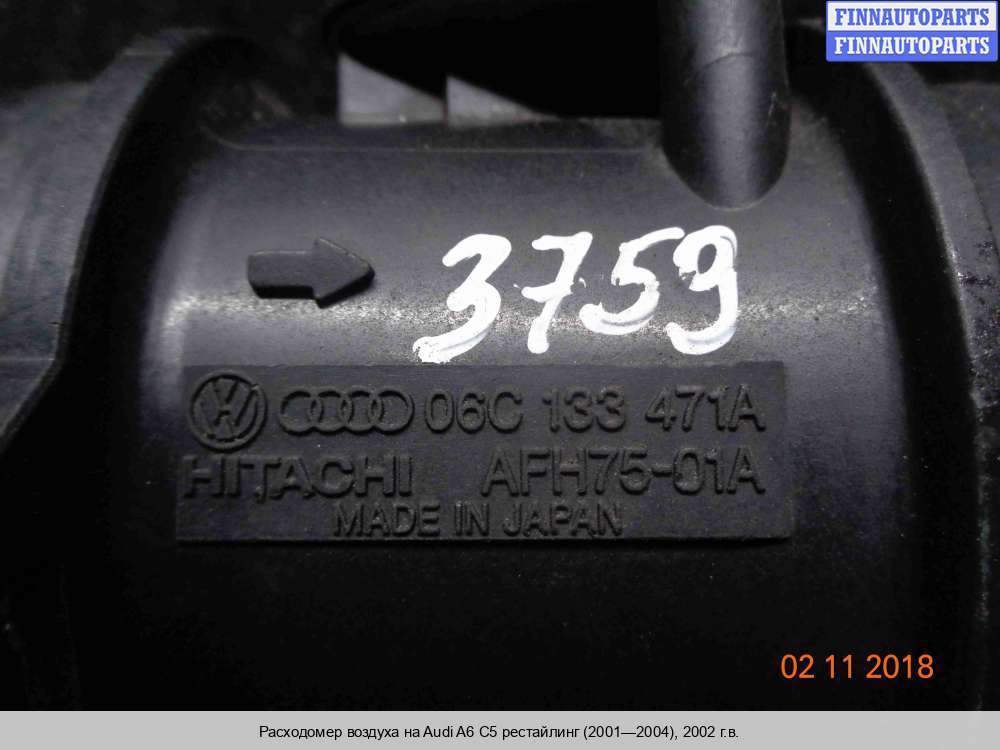 FINNAUTOPARTS
FINNAUTOPARTS
3759
06C 133 471A
HITACHI AFH75-01A
MADE IN JAPAN
02 11 2018
Расходомер воздуха на Audi A6 C5 рестайлинг (2001—2004), 2002 г.в.